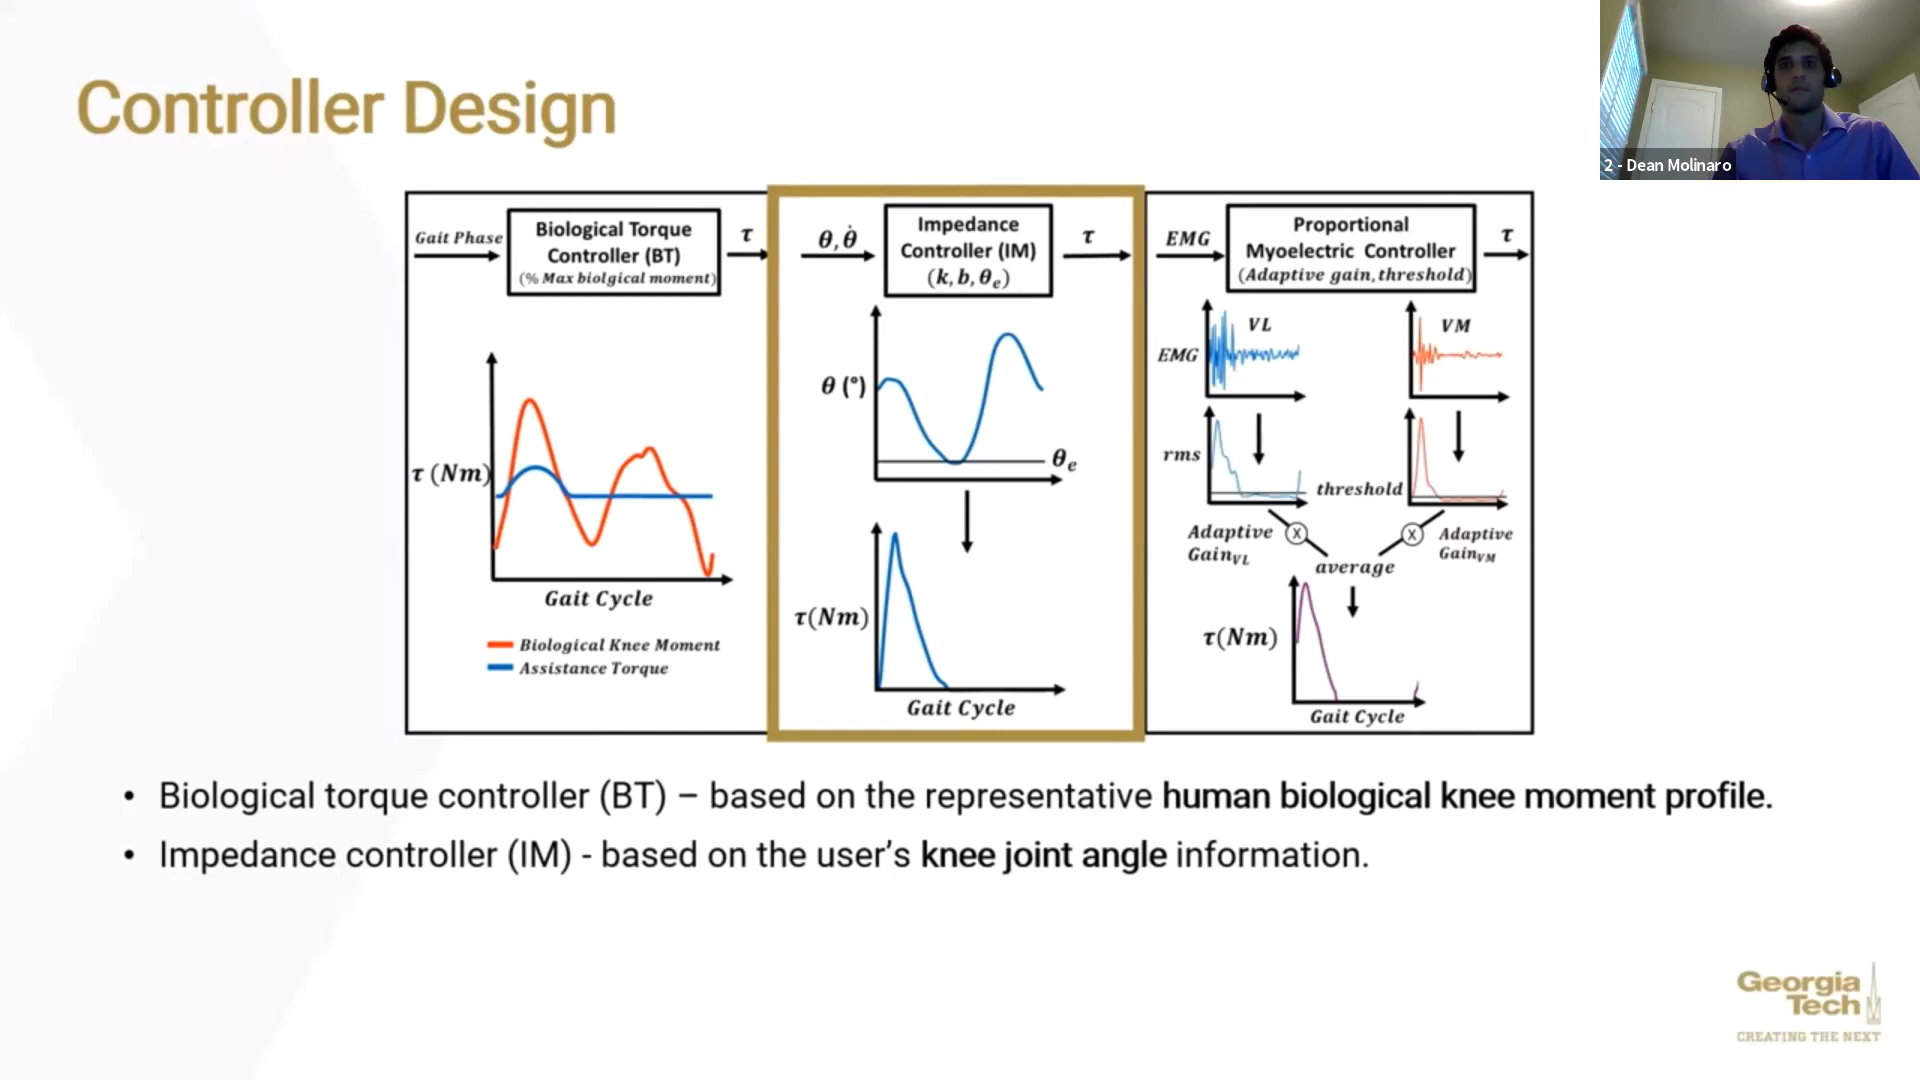 Controller Design
2 - Dean Molinaro
Gait Phase
Biological Torque
Controller (BT)
(% Max biolgical moment)
τ
τ (Nm)
Gait Cycle
Biological Knee Moment
Assistance Torque
θ, θ̇
Impedance
Controller (IM)
(k, b, θₑ)
τ
θ (°)
θₑ
τ(Nm)
Gait Cycle
EMG
Proportional
Myoelectric Controller
(Adaptive gain, threshold)
τ
VL
VM
EMG
rms
threshold
Adaptive
Gain_VL
X
X
Adaptive
Gain_VM
average
τ(Nm)
Gait Cycle
• Biological torque controller (BT) – based on the representative human biological knee moment profile.
• Impedance controller (IM) - based on the user’s knee joint angle information.
Georgia
Tech
CREATING THE NEXT